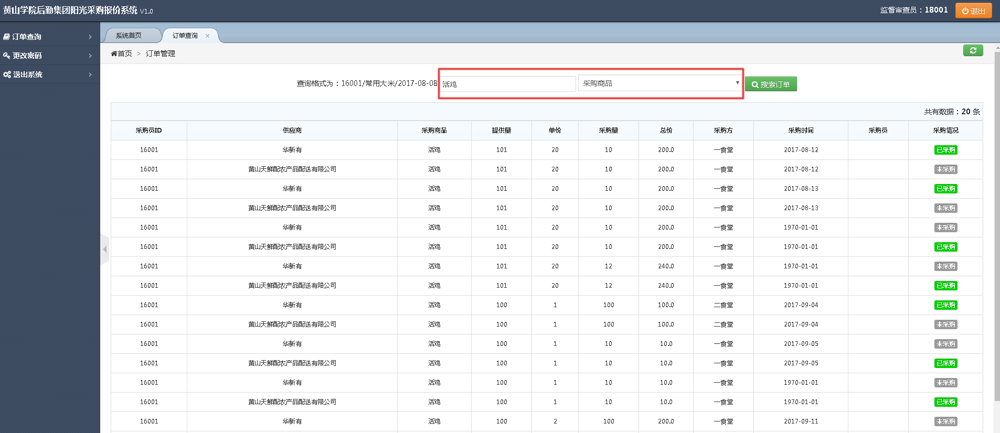 黄山学院后勤集团阳光采购报价系统 V1.0
监督审查员：18001 退出
订单查询
更改密码
退出系统
系统首页 订单查询 ×
首页 > 订单管理
查询格式为：16001/常用大米/2017-08-08 活鸡 采购商品 搜索订单
共有数据：20 条
采购员ID 供应商 采购商品 提供量 单价 采购量 总价 采购方 采购时间 采购员 采购情况
16001 华新有 活鸡 101 20 10 200.0 一食堂 2017-08-12 已采购
16001 黄山天鲜配农产品配送有限公司 活鸡 101 20 10 200.0 一食堂 2017-08-12 未采购
16001 华新有 活鸡 101 20 10 200.0 一食堂 2017-08-13 已采购
16001 黄山天鲜配农产品配送有限公司 活鸡 101 20 10 200.0 一食堂 2017-08-13 未采购
16001 华新有 活鸡 101 20 10 200.0 一食堂 1970-01-01 未采购
16001 黄山天鲜配农产品配送有限公司 活鸡 101 20 10 200.0 一食堂 1970-01-01 已采购
16001 华新有 活鸡 101 20 12 240.0 一食堂 1970-01-01 未采购
16001 黄山天鲜配农产品配送有限公司 活鸡 101 20 12 240.0 一食堂 1970-01-01 已采购
16001 华新有 活鸡 100 1 100 100.0 二食堂 2017-09-04 已采购
16001 黄山天鲜配农产品配送有限公司 活鸡 100 1 100 100.0 二食堂 2017-09-04 未采购
16001 华新有 活鸡 100 1 10 10.0 一食堂 2017-09-05 未采购
16001 黄山天鲜配农产品配送有限公司 活鸡 100 1 10 10.0 一食堂 2017-09-05 已采购
16001 华新有 活鸡 100 1 10 10.0 一食堂 1970-01-01 未采购
16001 黄山天鲜配农产品配送有限公司 活鸡 100 1 10 10.0 一食堂 1970-01-01 已采购
16001 华新有 活鸡 100 2 100 200.0 一食堂 2017-09-11 未采购